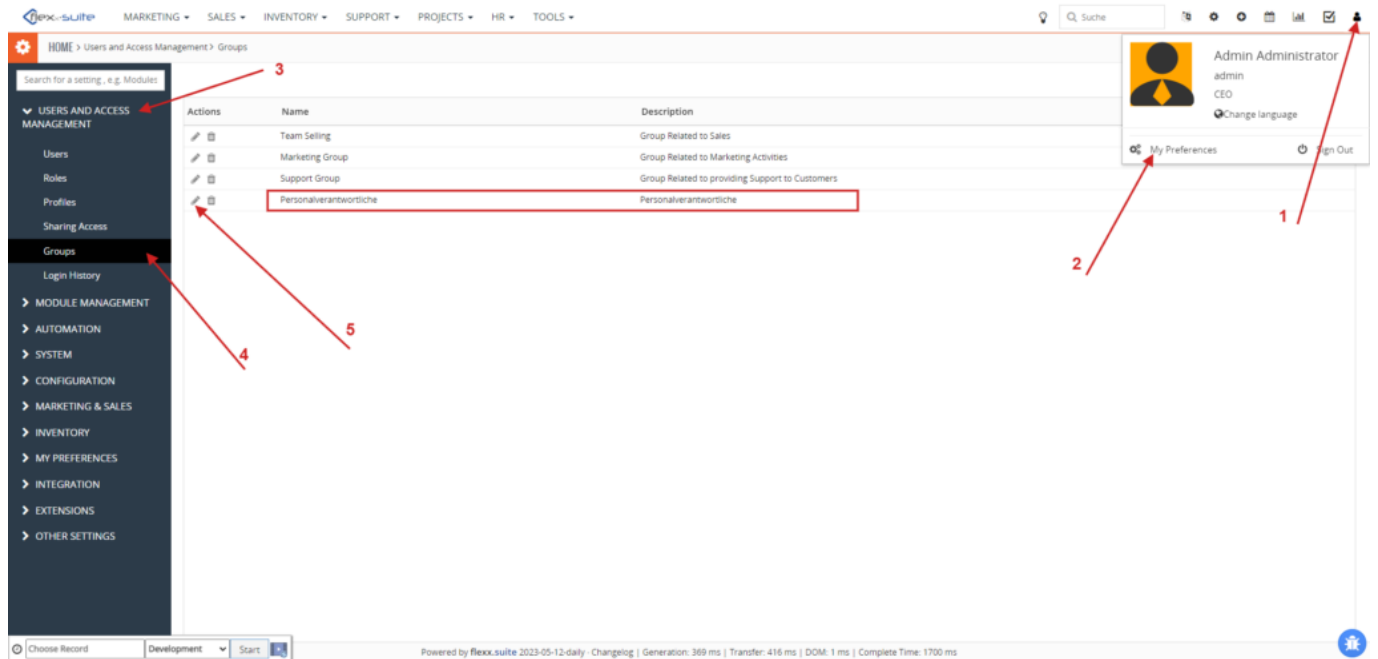 flexx.suite MARKETING SALES INVENTORY SUPPORT PROJECTS HR TOOLS Suche
HOME > Users and Access Management > Groups
Admin Administrator
admin
CEO
Change language
My Preferences Sign Out
Search for a setting , e.g. Modules
USERS AND ACCESS
MANAGEMENT
Users
Roles
Profiles
Sharing Access
Groups
Login History
MODULE MANAGEMENT
AUTOMATION
SYSTEM
CONFIGURATION
MARKETING & SALES
INVENTORY
MY PREFERENCES
INTEGRATION
EXTENSIONS
OTHER SETTINGS
Actions Name Description
Team Selling Group Related to Sales
Marketing Group Group Related to Marketing Activities
Support Group Group Related to providing Support to Customers
Personalverantwortliche Personalverantwortliche
1
2
3
4
5
Choose Record Development Start
Powered by flexx.suite 2023-05-12-daily - Changelog | Generation: 369 ms | Transfer: 416 ms | DOM: 1 ms | Complete Time: 1700 ms